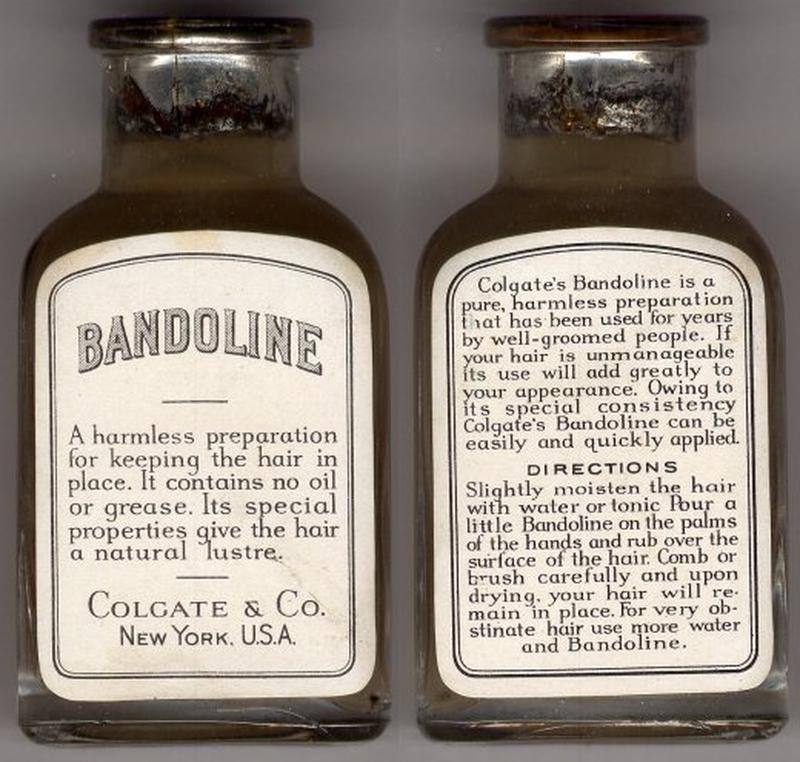 BANDOLINE
A harmless preparation
for keeping the hair in
place. It contains no oil
or grease. Its special
properties give the hair
a natural lustre.
COLGATE & CO.
NEW YORK, U.S.A.
Colgate's Bandoline is a
pure, harmless preparation
that has been used for years
by well-groomed people. If
your hair is unmanageable
its use will add greatly to
your appearance. Owing to
its special consistency
Colgate's Bandoline can be
easily and quickly applied.
DIRECTIONS
Slightly moisten the hair
with water or tonic Pour a
little Bandoline on the palms
of the hands and rub over the
surface of the hair. Comb or
brush carefully and upon
drying, your hair will re-
main in place. For very ob-
stinate hair use more water
and Bandoline.